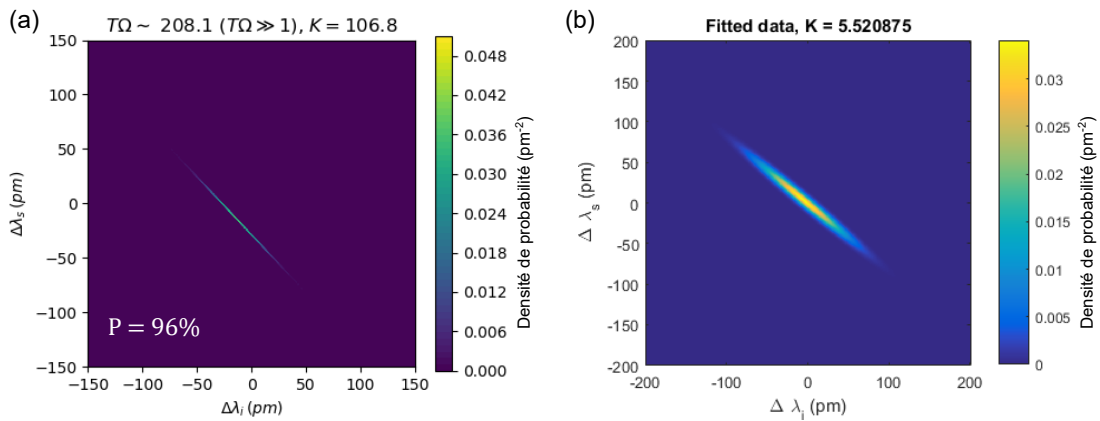 (a)
TΩ ∼ 208.1 (TΩ ≫ 1), K = 106.8
150
100
50
0
−50
−100
−150
−150 −100 −50 0 50 100 150
Δλs (pm)
Δλi (pm)
P = 96%
0.048
0.042
0.036
0.030
0.024
0.018
0.012
0.006
0.000
Densité de probabilité (pm⁻²)
(b)
Fitted data, K = 5.520875
200
150
100
50
0
-50
-100
-150
-200
-200 -100 0 100 200
Δ λs (pm)
Δ λi (pm)
0.03
0.025
0.02
0.015
0.01
0.005
0
Densité de probabilité (pm⁻²)